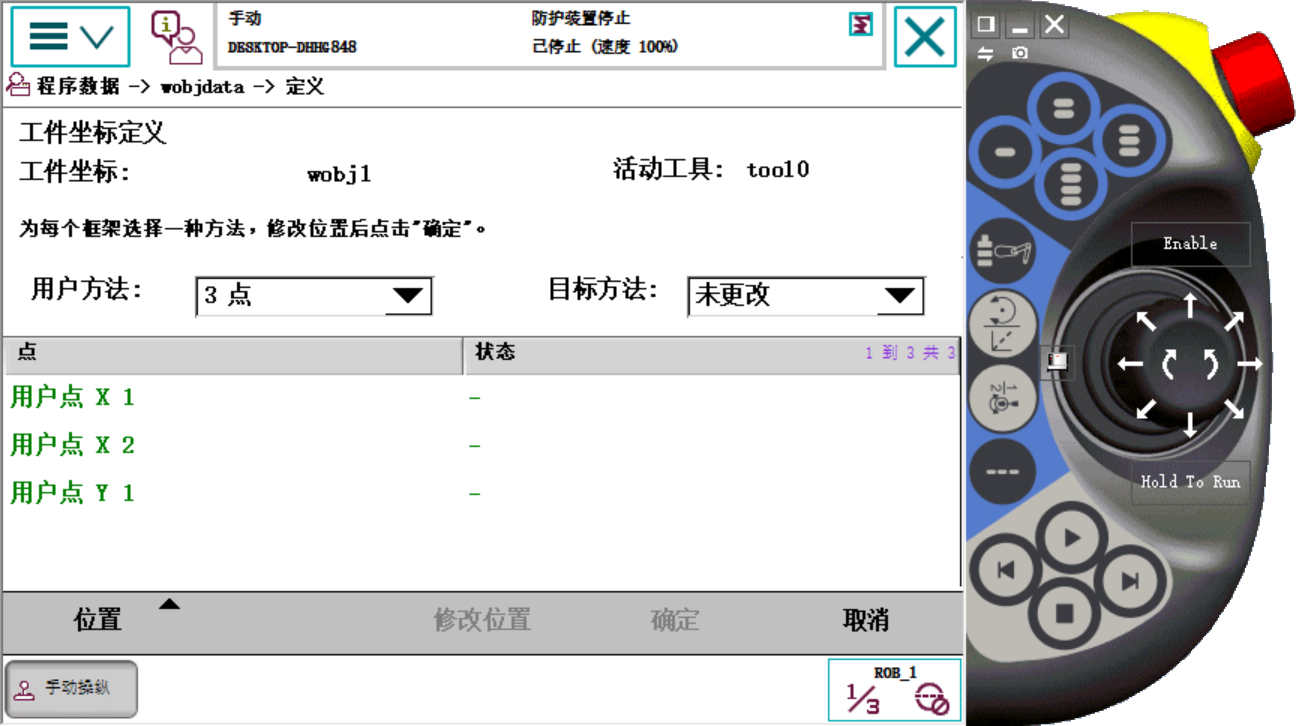 手动
防护装置停止
DESKTOP-DHHG848
己停止 (速度 100%)
程序数据 -> wobjdata -> 定义
工件坐标定义
工件坐标: wobj1 活动工具: tool0
为每个框架选择一种方法，修改位置后点击"确定"。
用户方法: 3 点 目标方法: 未更改
点 状态 1 到 3 共 3
用户点 X 1 –
用户点 X 2 –
用户点 Y 1 –
位置 修改位置 确定 取消
手动操纵
ROB_1
1/3
Enable
Hold To Run